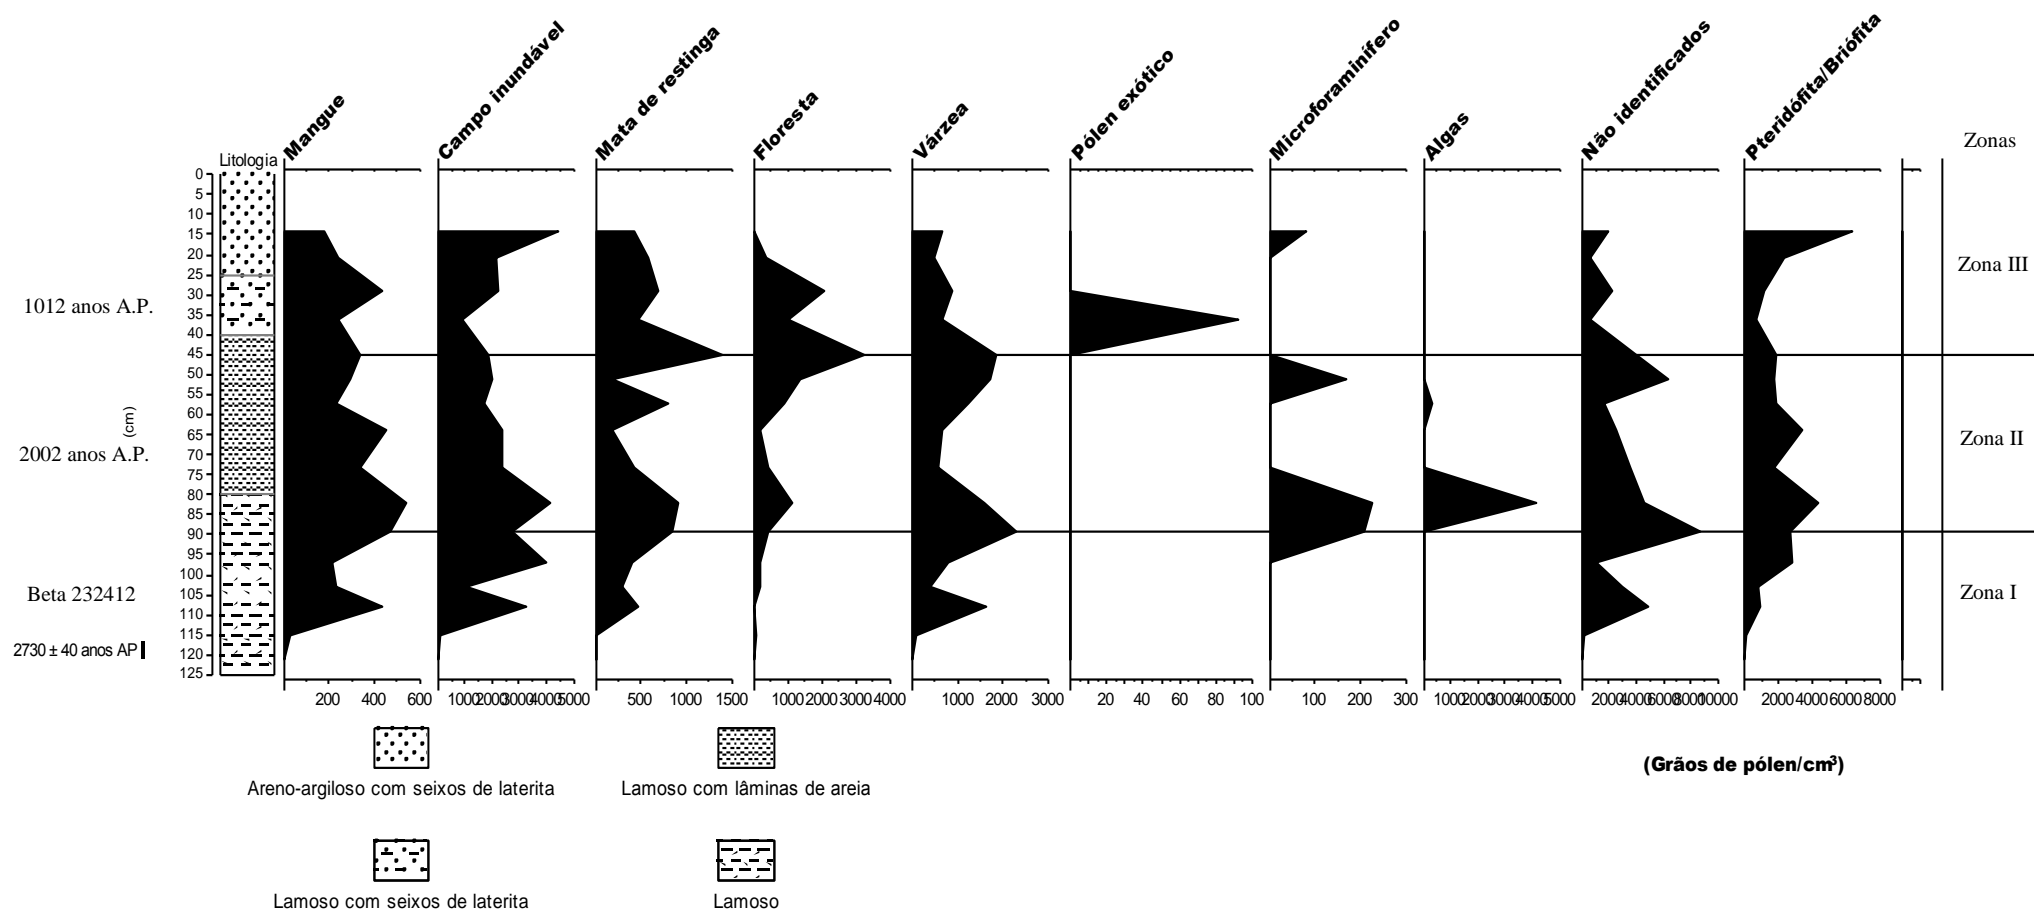 Mangue
Campo inundável
Mata de restinga
Floresta
Várzea
Pólen exótico
Microforaminífero
Algas
Não identificados
Pteridófita/Briófita
Zonas
Litologia
0
5
10
15
20
25
30
35
40
45
50
55
60
65
70
75
80
85
90
95
100
105
110
115
120
125
(cm)
1012 anos A.P.
2002 anos A.P.
Beta 232412
2730 ± 40 anos AP
Zona III
Zona II
Zona I
200 400 600
1000 2000 3000 4000 5000
500 1000 1500
1000 2000 3000 4000
1000 2000 3000
20 40 60 80 100
100 200 300
1000 2000 3000 4000 5000
2000 4000 6000 8000 10000
2000 4000 6000 8000
(Grãos de pólen/cm³)
Areno-argiloso com seixos de laterita
Lamoso com lâminas de areia
Lamoso com seixos de laterita
Lamoso